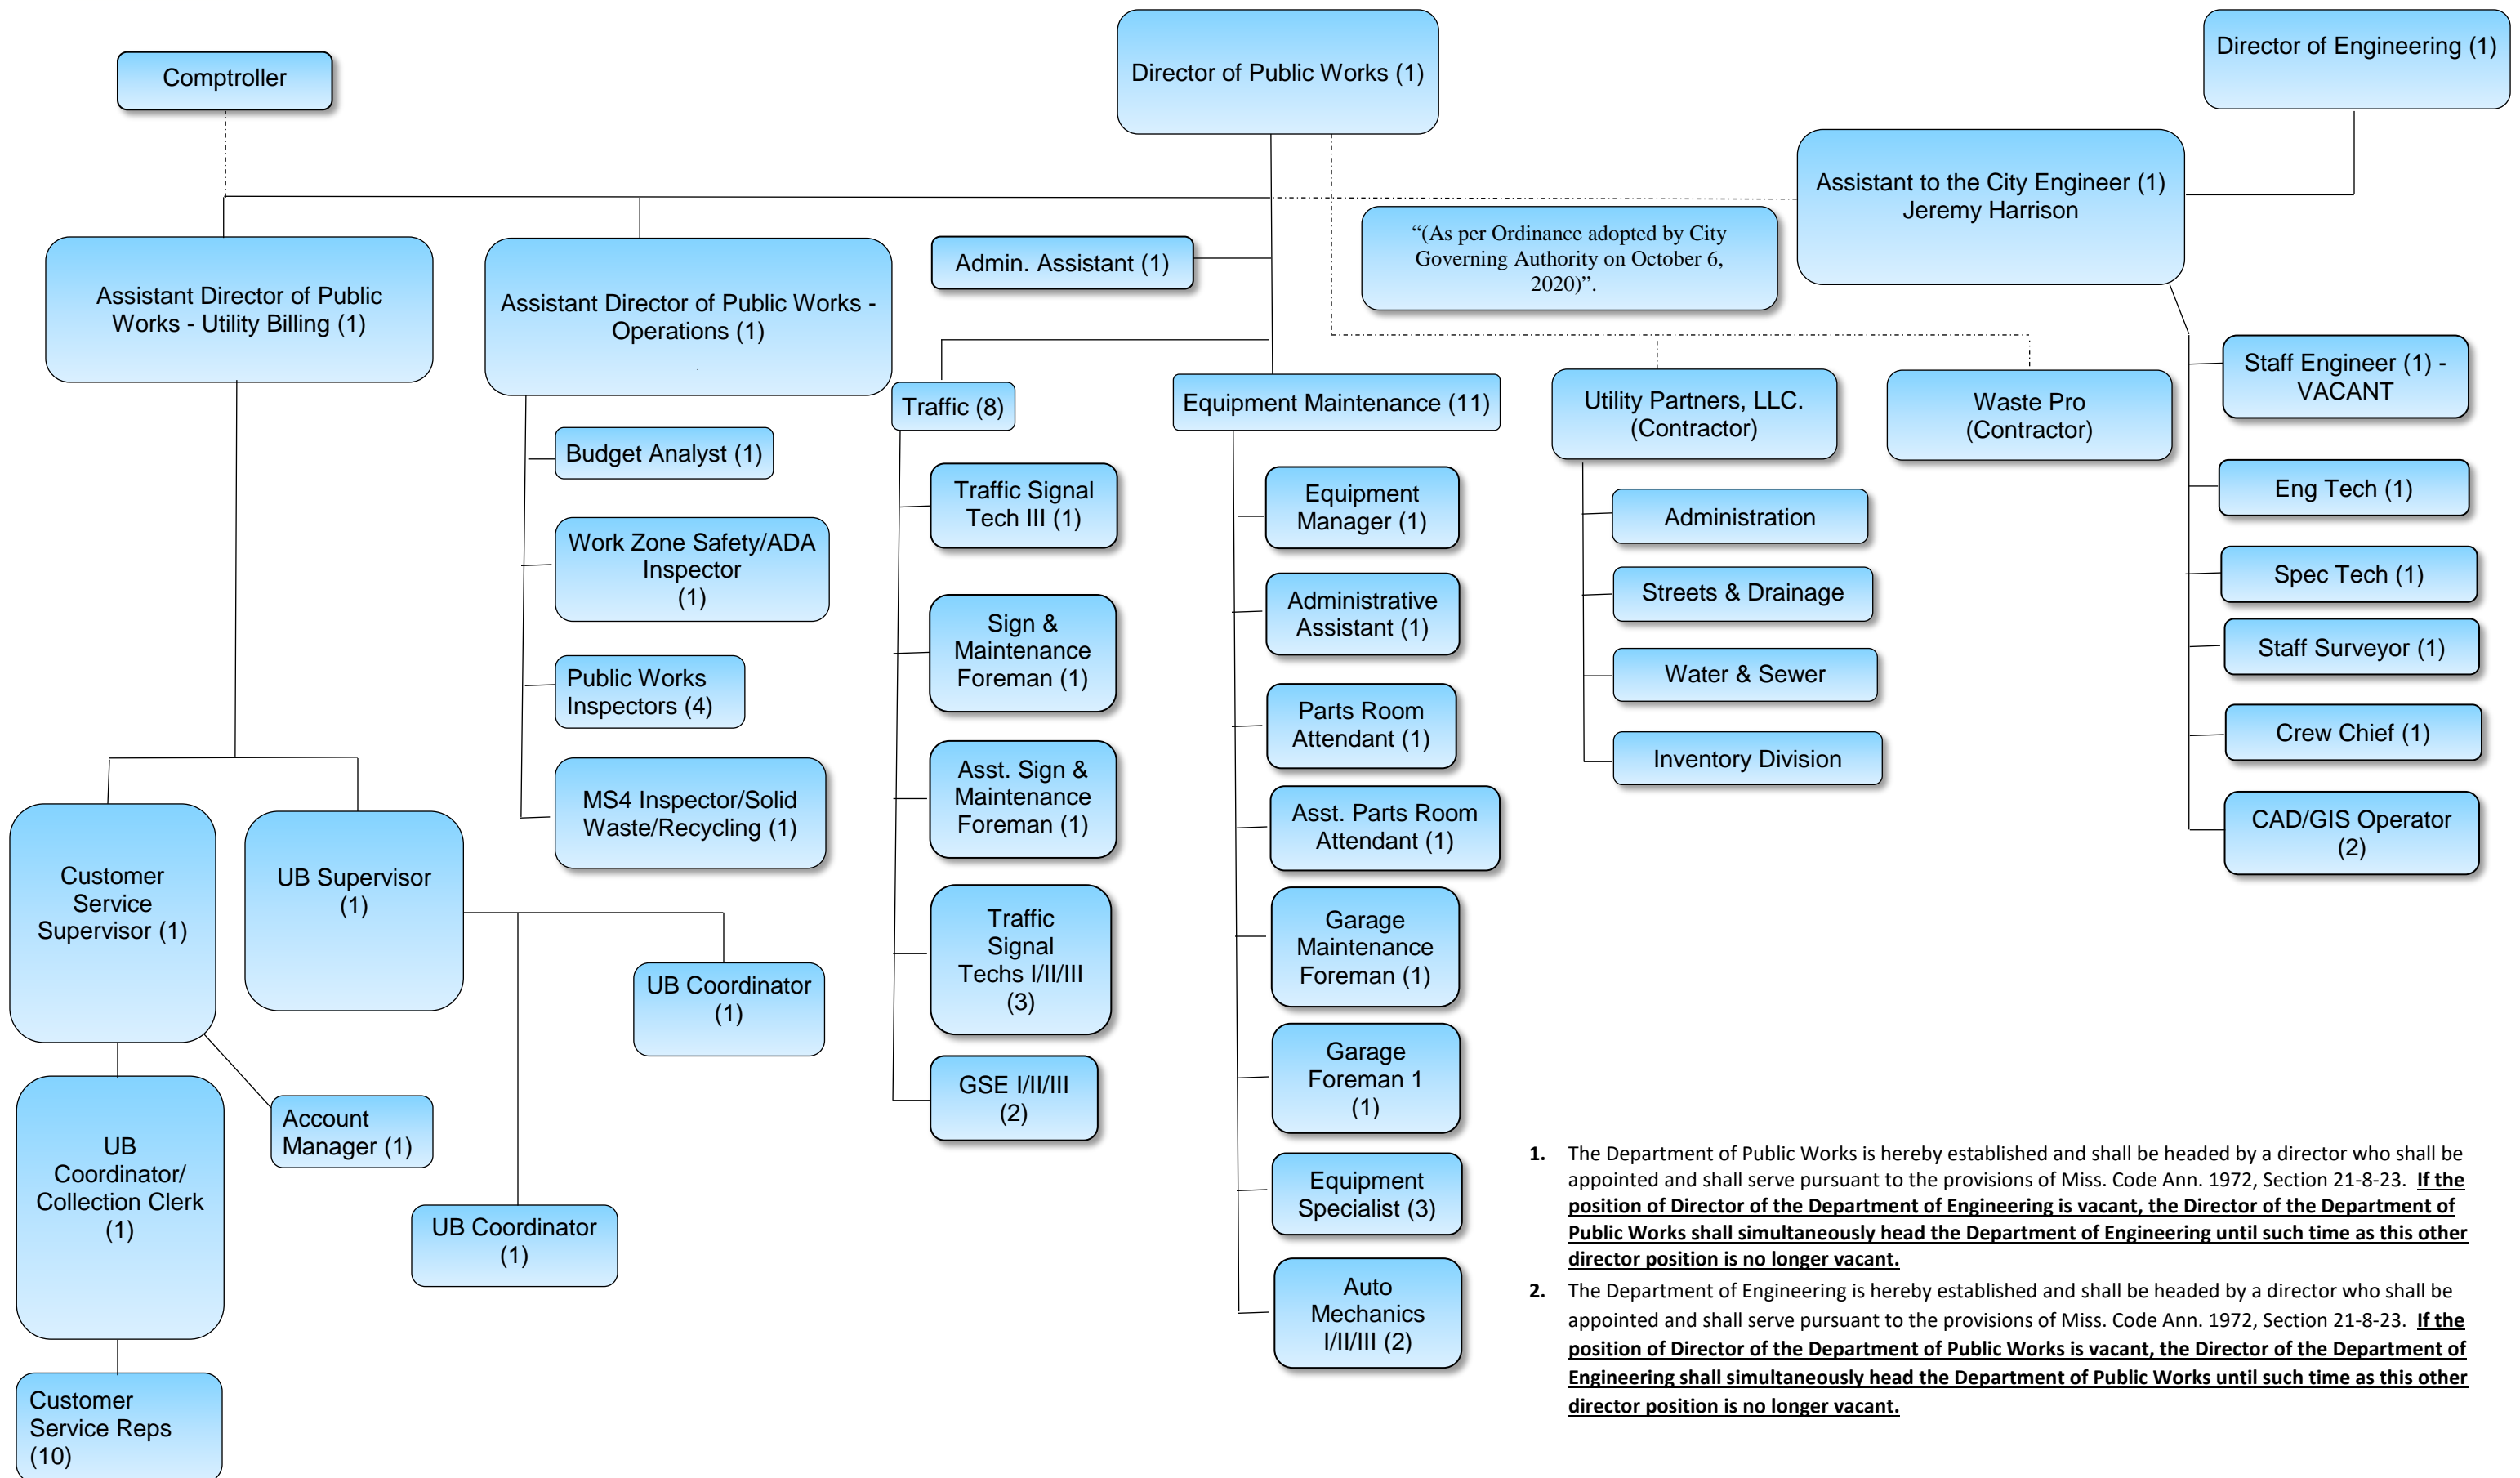 Comptroller
Director of Public Works (1)
Director of Engineering (1)
Assistant to the City Engineer (1)
Jeremy Harrison
“(As per Ordinance adopted by City
Governing Authority on October 6,
2020)”.
Admin. Assistant (1)
Assistant Director of Public
Works - Utility Billing (1)
Assistant Director of Public Works -
Operations (1)
Budget Analyst (1)
Work Zone Safety/ADA
Inspector
(1)
Public Works
Inspectors (4)
MS4 Inspector/Solid
Waste/Recycling (1)
Traffic (8)
Traffic Signal
Tech III (1)
Sign &
Maintenance
Foreman (1)
Asst. Sign &
Maintenance
Foreman (1)
Traffic
Signal
Techs I/II/III
(3)
GSE I/II/III
(2)
Equipment Maintenance (11)
Equipment
Manager (1)
Administrative
Assistant (1)
Parts Room
Attendant (1)
Asst. Parts Room
Attendant (1)
Garage
Maintenance
Foreman (1)
Garage
Foreman 1
(1)
Equipment
Specialist (3)
Auto
Mechanics
I/II/III (2)
Utility Partners, LLC.
(Contractor)
Administration
Streets & Drainage
Water & Sewer
Inventory Division
Waste Pro
(Contractor)
Staff Engineer (1) -
VACANT
Eng Tech (1)
Spec Tech (1)
Staff Surveyor (1)
Crew Chief (1)
CAD/GIS Operator
(2)
Customer
Service
Supervisor (1)
UB Supervisor
(1)
UB Coordinator
(1)
UB Coordinator
(1)
Account
Manager (1)
UB
Coordinator/
Collection Clerk
(1)
Customer
Service Reps
(10)
1. The Department of Public Works is hereby established and shall be headed by a director who shall be
appointed and shall serve pursuant to the provisions of Miss. Code Ann. 1972, Section 21-8-23. If the
position of Director of the Department of Engineering is vacant, the Director of the Department of
Public Works shall simultaneously head the Department of Engineering until such time as this other
director position is no longer vacant.
2. The Department of Engineering is hereby established and shall be headed by a director who shall be
appointed and shall serve pursuant to the provisions of Miss. Code Ann. 1972, Section 21-8-23. If the
position of Director of the Department of Public Works is vacant, the Director of the Department of
Engineering shall simultaneously head the Department of Public Works until such time as this other
director position is no longer vacant.